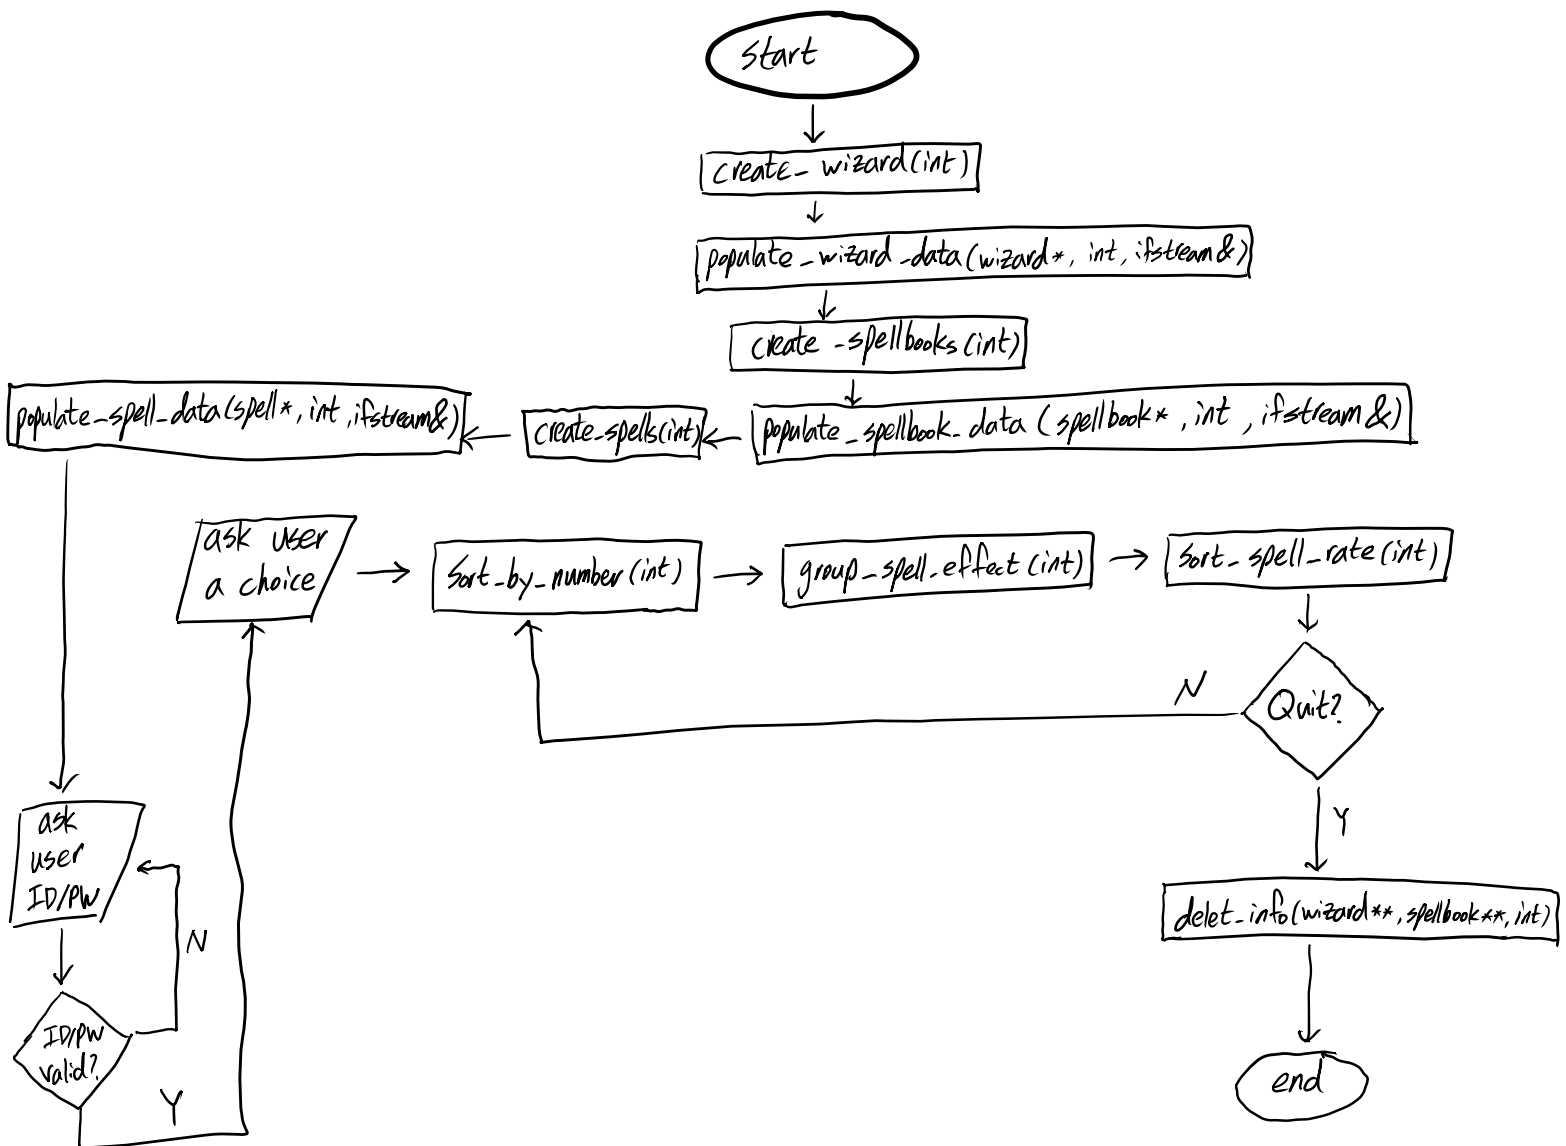 start
create_wizard(int)
populate_wizard_data(wizard*, int, ifstream&)
create_spellbooks(int)
populate_spellbook_data(spellbook*, int, ifstream&)
create_spells(int)
populate_spell_data(spell*, int, ifstream&)
ask
user
ID/PW
ID/PW
valid?
N
Y
ask user
a choice
Sort_by_number(int)
group_spell_effect(int)
Sort_spell_rate(int)
Quit?
N
Y
delet_info(wizard**, spellbook**, int)
end